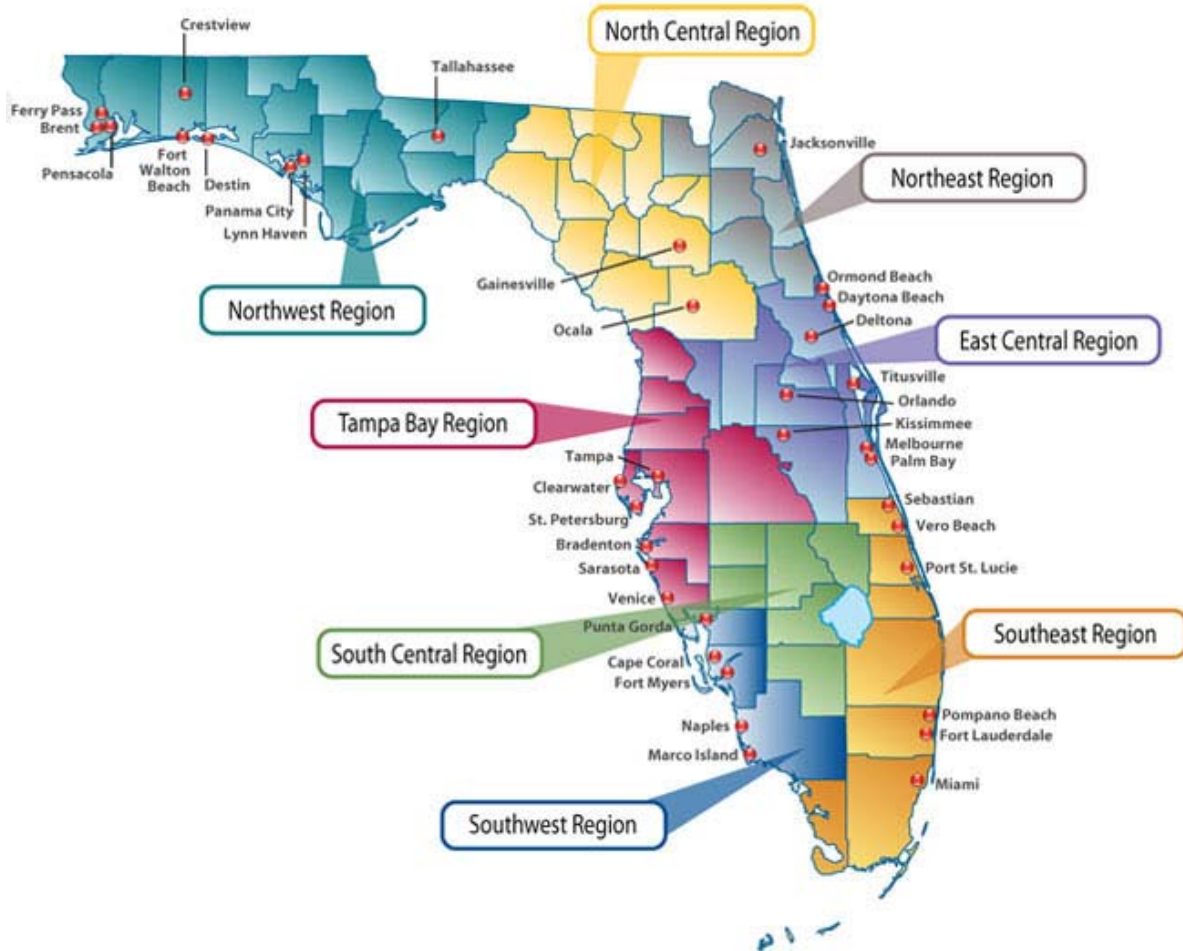 Crestview
North Central Region
Tallahassee
Ferry Pass
Brent
Pensacola
Fort
Walton
Beach
Destin
Panama City
Lynn Haven
Jacksonville
Northeast Region
Gainesville
Northwest Region
Ocala
Ormond Beach
Daytona Beach
Deltona
East Central Region
Titusville
Orlando
Kissimmee
Melbourne
Palm Bay
Tampa Bay Region
Tampa
Clearwater
St. Petersburg
Bradenton
Sarasota
Venice
Sebastian
Vero Beach
Port St. Lucie
Punta Gorda
South Central Region
Southeast Region
Cape Coral
Fort Myers
Naples
Marco Island
Pompano Beach
Fort Lauderdale
Miami
Southwest Region